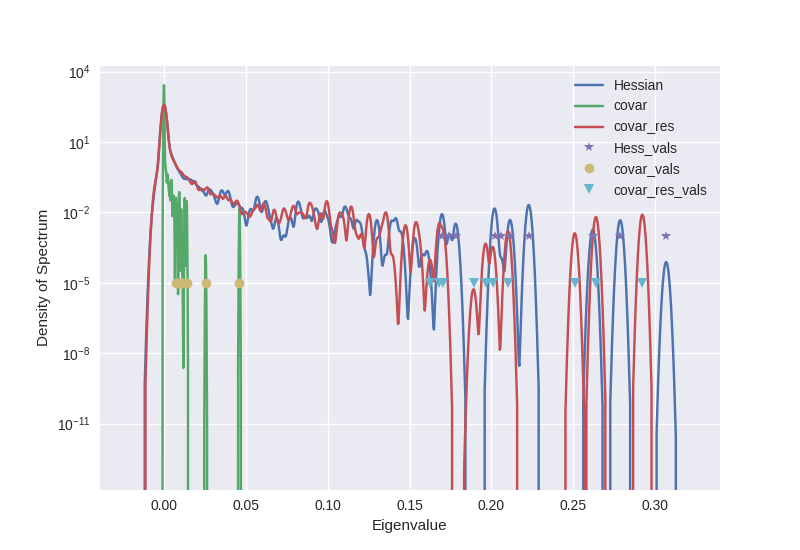 10^4
10^1
10^-2
10^-5
10^-8
10^-11
Density of Spectrum
Hessian
covar
covar_res
Hess_vals
covar_vals
covar_res_vals
0.00 0.05 0.10 0.15 0.20 0.25 0.30
Eigenvalue